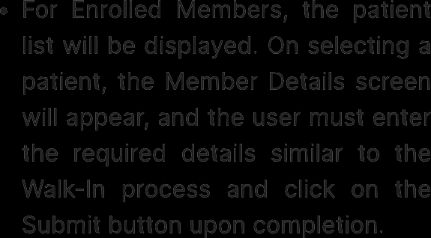 • For Enrolled Members, the patient
list will be displayed. On selecting a
patient, the Member Details screen
will appear, and the user must enter
the required details similar to the
Walk-In process and click on the
Submit button upon completion.